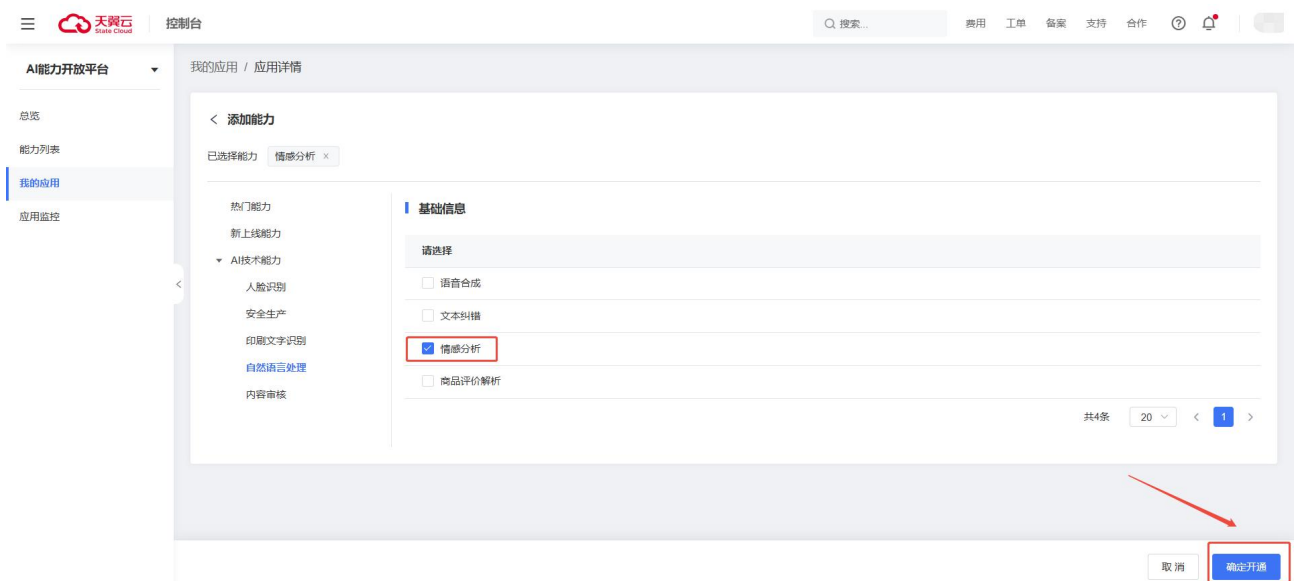 天翼云 State Cloud 控制台 搜索... 费用 工单 备案 支持 合作
AI能力开放平台
总览
能力列表
我的应用
应用监控
我的应用 / 应用详情
添加能力
已选择能力 情感分析 ×
热门能力
新上线能力
AI技术能力
人脸识别
安全生产
印刷文字识别
自然语言处理
内容审核
基础信息
请选择
语音合成
文本纠错
情感分析
商品评价解析
共4条 20 < 1 >
取消 确定开通